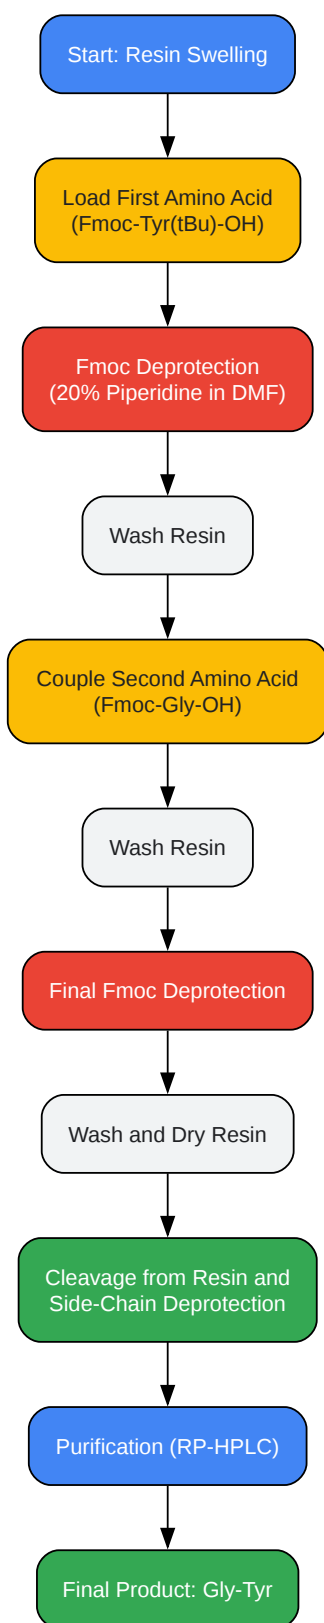 Start: Resin Swelling
Load First Amino Acid
(Fmoc-Tyr(tBu)-OH)
Fmoc Deprotection
(20% Piperidine in DMF)
Wash Resin
Couple Second Amino Acid
(Fmoc-Gly-OH)
Wash Resin
Final Fmoc Deprotection
Wash and Dry Resin
Cleavage from Resin and
Side-Chain Deprotection
Purification (RP-HPLC)
Final Product: Gly-Tyr